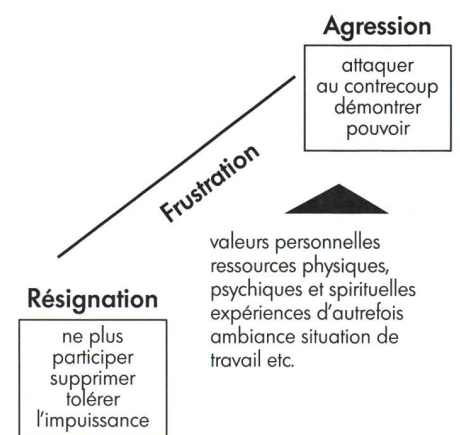 Agression
attaquer
au contrecoup
démontrer
pouvoir
Frustration
valeurs personnelles
ressources physiques,
psychiques et spirituelles
expériences d'autrefois
ambiance situation de
travail etc.
Résignation
ne plus
participer
supprimer
tolérer
l'impuissance